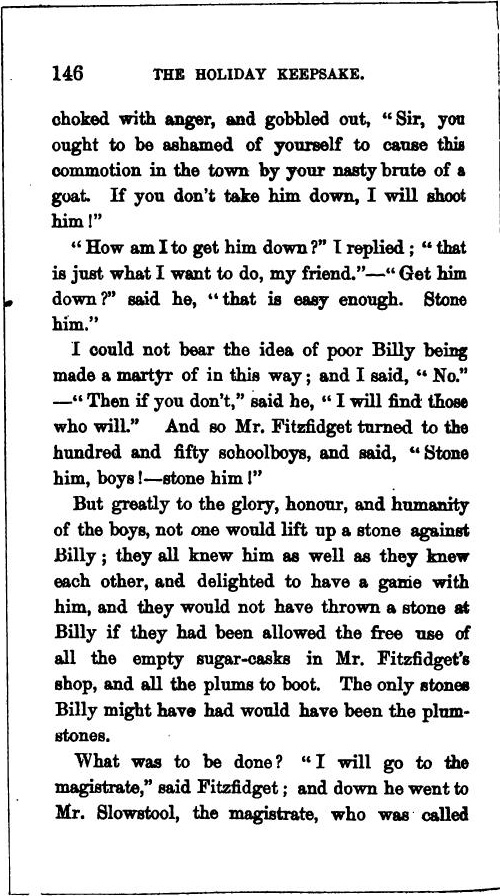 146 THE HOLIDAY KEEPSAKE.
choked with anger, and gobbled out, “Sir, you
ought to be ashamed of yourself to cause this
commotion in the town by your nasty brute of a
goat. If you don’t take him down, I will shoot
him!”
“How am I to get him down?” I replied; “that
is just what I want to do, my friend.”—“Get him
down?” said he, “that is easy enough. Stone
him.”
I could not bear the idea of poor Billy being
made a martyr of in this way; and I said, “No.”
—“Then if you don’t,” said he, “I will find those
who will.” And so Mr. Fitzfidget turned to the
hundred and fifty schoolboys, and said, “Stone
him, boys!—stone him!”
But greatly to the glory, honour, and humanity
of the boys, not one would lift up a stone against
Billy; they all knew him as well as they knew
each other, and delighted to have a game with
him, and they would not have thrown a stone at
Billy if they had been allowed the free use of
all the empty sugar-casks in Mr. Fitzfidget’s
shop, and all the plums to boot. The only stones
Billy might have had would have been the plum-
stones.
What was to be done? “I will go to the
magistrate,” said Fitzfidget; and down he went to
Mr. Slowstool, the magistrate, who was called